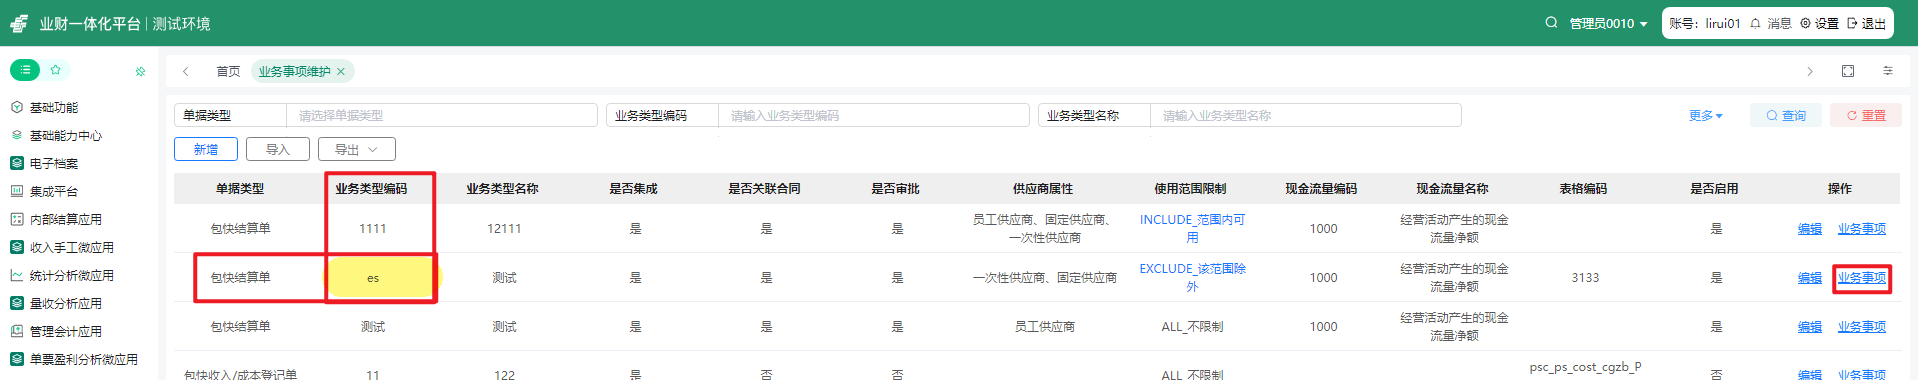 业财一体化平台 | 测试环境
管理员0010
账号：lirui01 消息 设置 退出
首页 业务事项维护
基础功能
基础能力中心
电子档案
集成平台
内部结算应用
收入手工微应用
统计分析微应用
量收分析应用
管理会计应用
单票盈利分析微应用
单据类型 请选择单据类型 业务类型编码 请输入业务类型编码 业务类型名称 请输入业务类型名称 更多 查询 重置
新增 导入 导出
单据类型 业务类型编码 业务类型名称 是否集成 是否关联合同 是否审批 供应商属性 使用范围限制 现金流量编码 现金流量名称 表格编码 是否启用 操作
包快结算单 1111 12111 是 是 是 员工供应商、固定供应商、一次性供应商 INCLUDE_范围内可用 1000 经营活动产生的现金流量净额 是 编辑 业务事项
包快结算单 es 测试 是 是 是 一次性供应商、固定供应商 EXCLUDE_该范围除外 1000 经营活动产生的现金流量净额 3133 是 编辑 业务事项
包快结算单 测试 测试 是 是 是 员工供应商 ALL_不限制 1000 经营活动产生的现金流量净额 是 编辑 业务事项
包快收入/成本登记单 11 122 是 否 否 ALL_不限制 psc_ps_cost_cgzb_P 否 编辑 业务事项